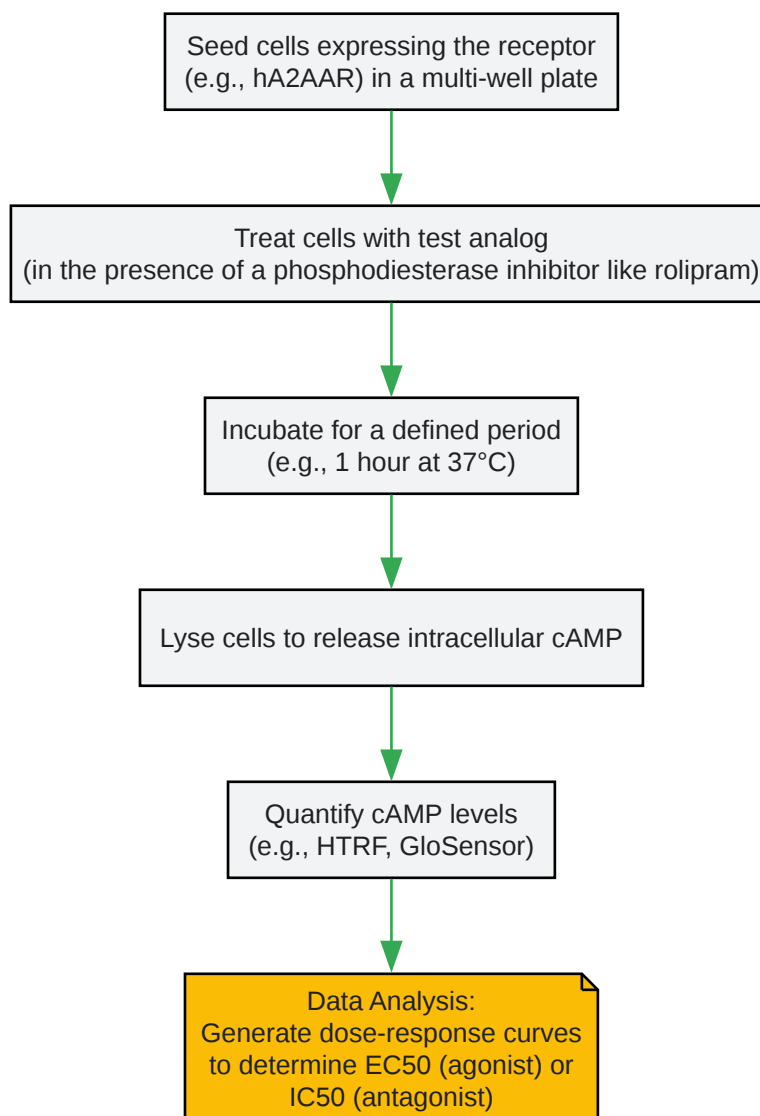 Seed cells expressing the receptor
(e.g., hA2AAR) in a multi-well plate
Treat cells with test analog
(in the presence of a phosphodiesterase inhibitor like rolipram)
Incubate for a defined period
(e.g., 1 hour at 37°C)
Lyse cells to release intracellular cAMP
Quantify cAMP levels
(e.g., HTRF, GloSensor)
Data Analysis:
Generate dose-response curves
to determine EC50 (agonist) or
IC50 (antagonist)